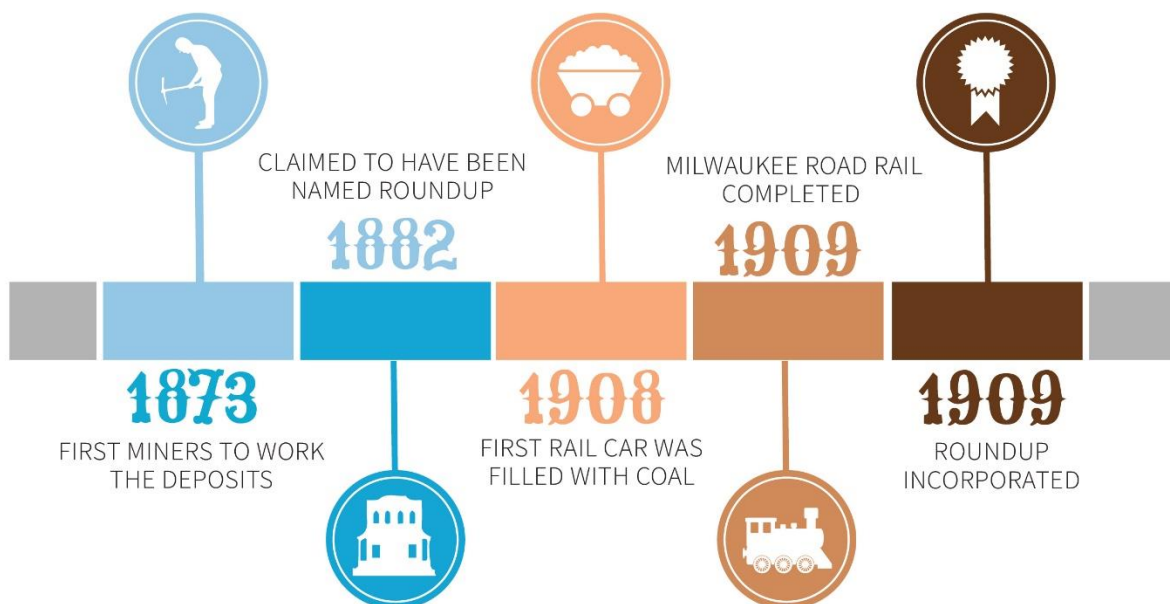 CLAIMED TO HAVE BEEN
NAMED ROUNDUP
1882
MILWAUKEE ROAD RAIL
COMPLETED
1909
1873
FIRST MINERS TO WORK
THE DEPOSITS
1908
FIRST RAIL CAR WAS
FILLED WITH COAL
1909
ROUNDUP
INCORPORATED